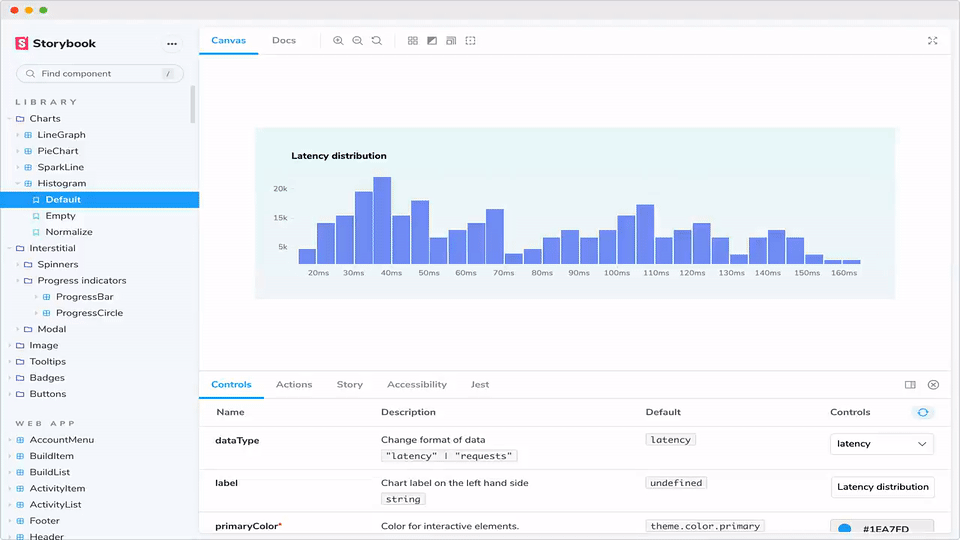 Storybook
Find component
/
LIBRARY
Charts
LineGraph
PieChart
SparkLine
Histogram
Default
Empty
Normalize
Interstitial
Spinners
Progress indicators
ProgressBar
ProgressCircle
Modal
Image
Tooltips
Badges
Buttons
WEB APP
AccountMenu
BuildItem
BuildList
ActivityItem
ActivityList
Footer
Header
Canvas Docs
Latency distribution
20k
15k
5k
20ms 30ms 40ms 50ms 60ms 70ms 80ms 90ms 100ms 110ms 120ms 130ms 140ms 150ms 160ms
Controls Actions Story Accessibility Jest
Name Description Default Controls
dataType Change format of data latency latency
"latency" | "requests"
label Chart label on the left hand side undefined Latency distribution
string
primaryColor* Color for interactive elements. theme.color.primary #1EA7FD